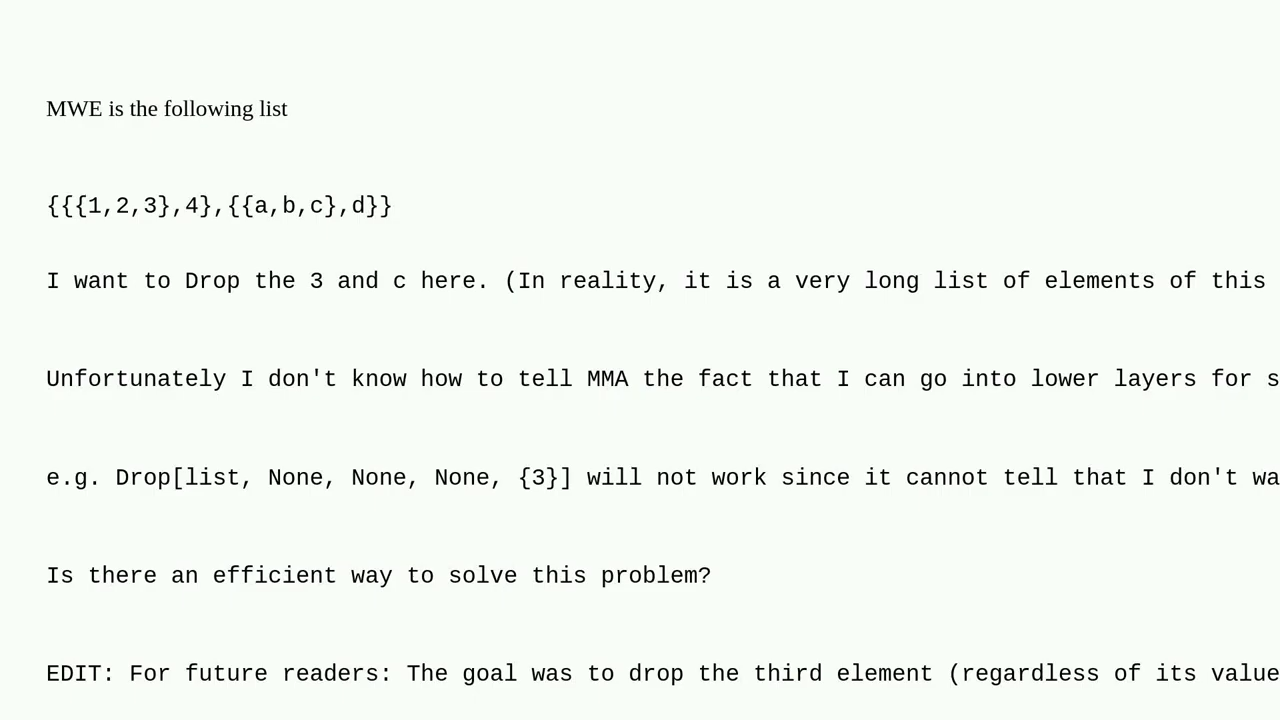 MWE is the following list
{{{1,2,3},4},{{a,b,c},d}}
I want to Drop the 3 and c here. (In reality, it is a very long list of elements of this
Unfortunately I don't know how to tell MMA the fact that I can go into lower layers for
e.g. Drop[list, None, None, None, {3}] will not work since it cannot tell that I don't
Is there an efficient way to solve this problem?
EDIT: For future readers: The goal was to drop the third element (regardless of its value